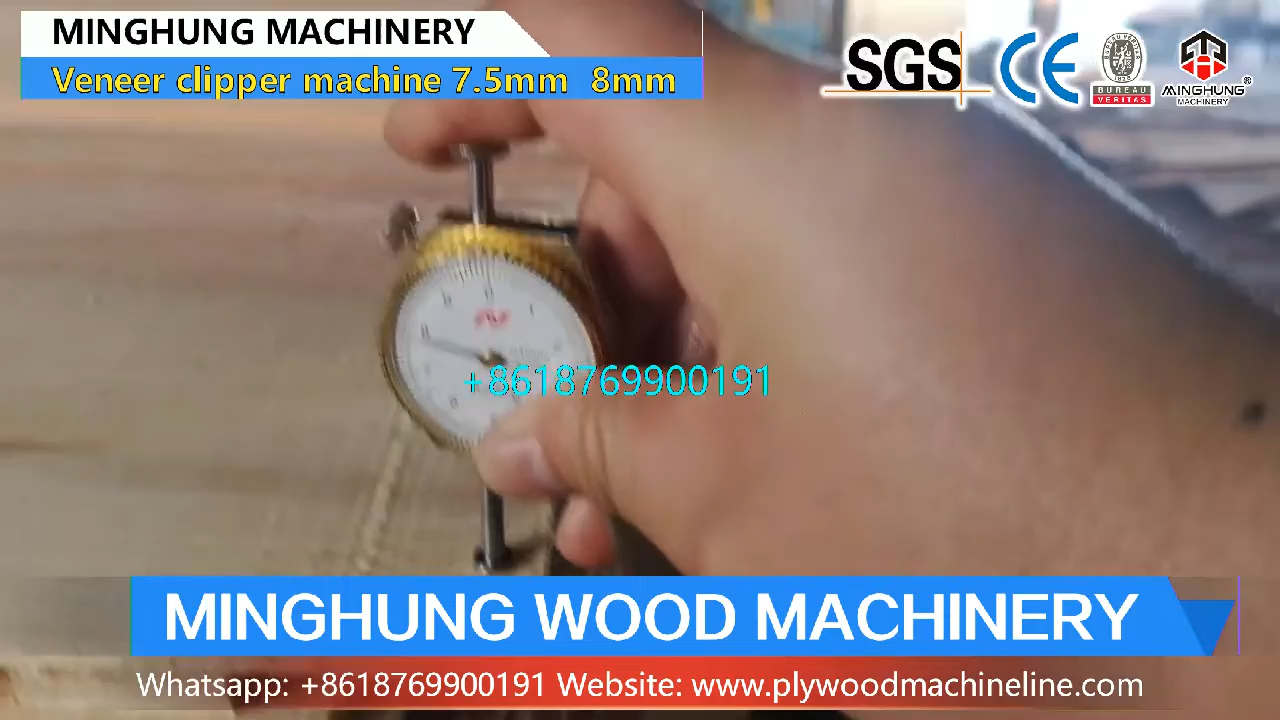 MINGHUNG MACHINERY
Veneer clipper machine 7.5mm 8mm
SGS
CE
BUREAU
VERITAS
MINGHUNG®
MACHINERY
+8618769900191
MINGHUNG WOOD MACHINERY
Whatsapp: +8618769900191 Website: www.plywoodmachineline.com